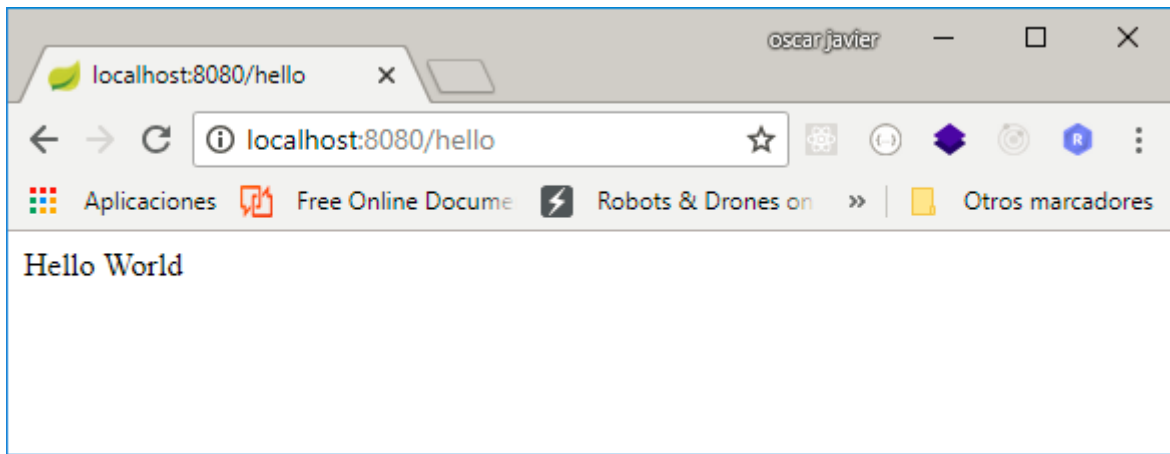 oscar javier
localhost:8080/hello
localhost:8080/hello
Aplicaciones Free Online Docume Robots & Drones on » Otros marcadores
Hello World